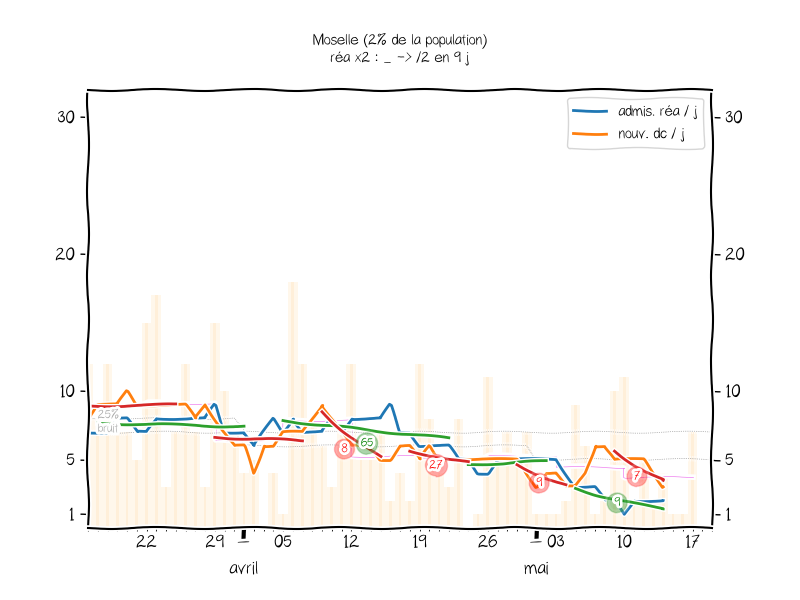 Moselle (2% de la population)
réa x2 : _ -> /2 en 9 j
30 30
admis. réa / j
nouv. dc / j
20 20
10 10
25%
bruit
8 65 27 9 9 7
5 5
1 1
22 29 05 12 19 26 03 10 17
avril mai